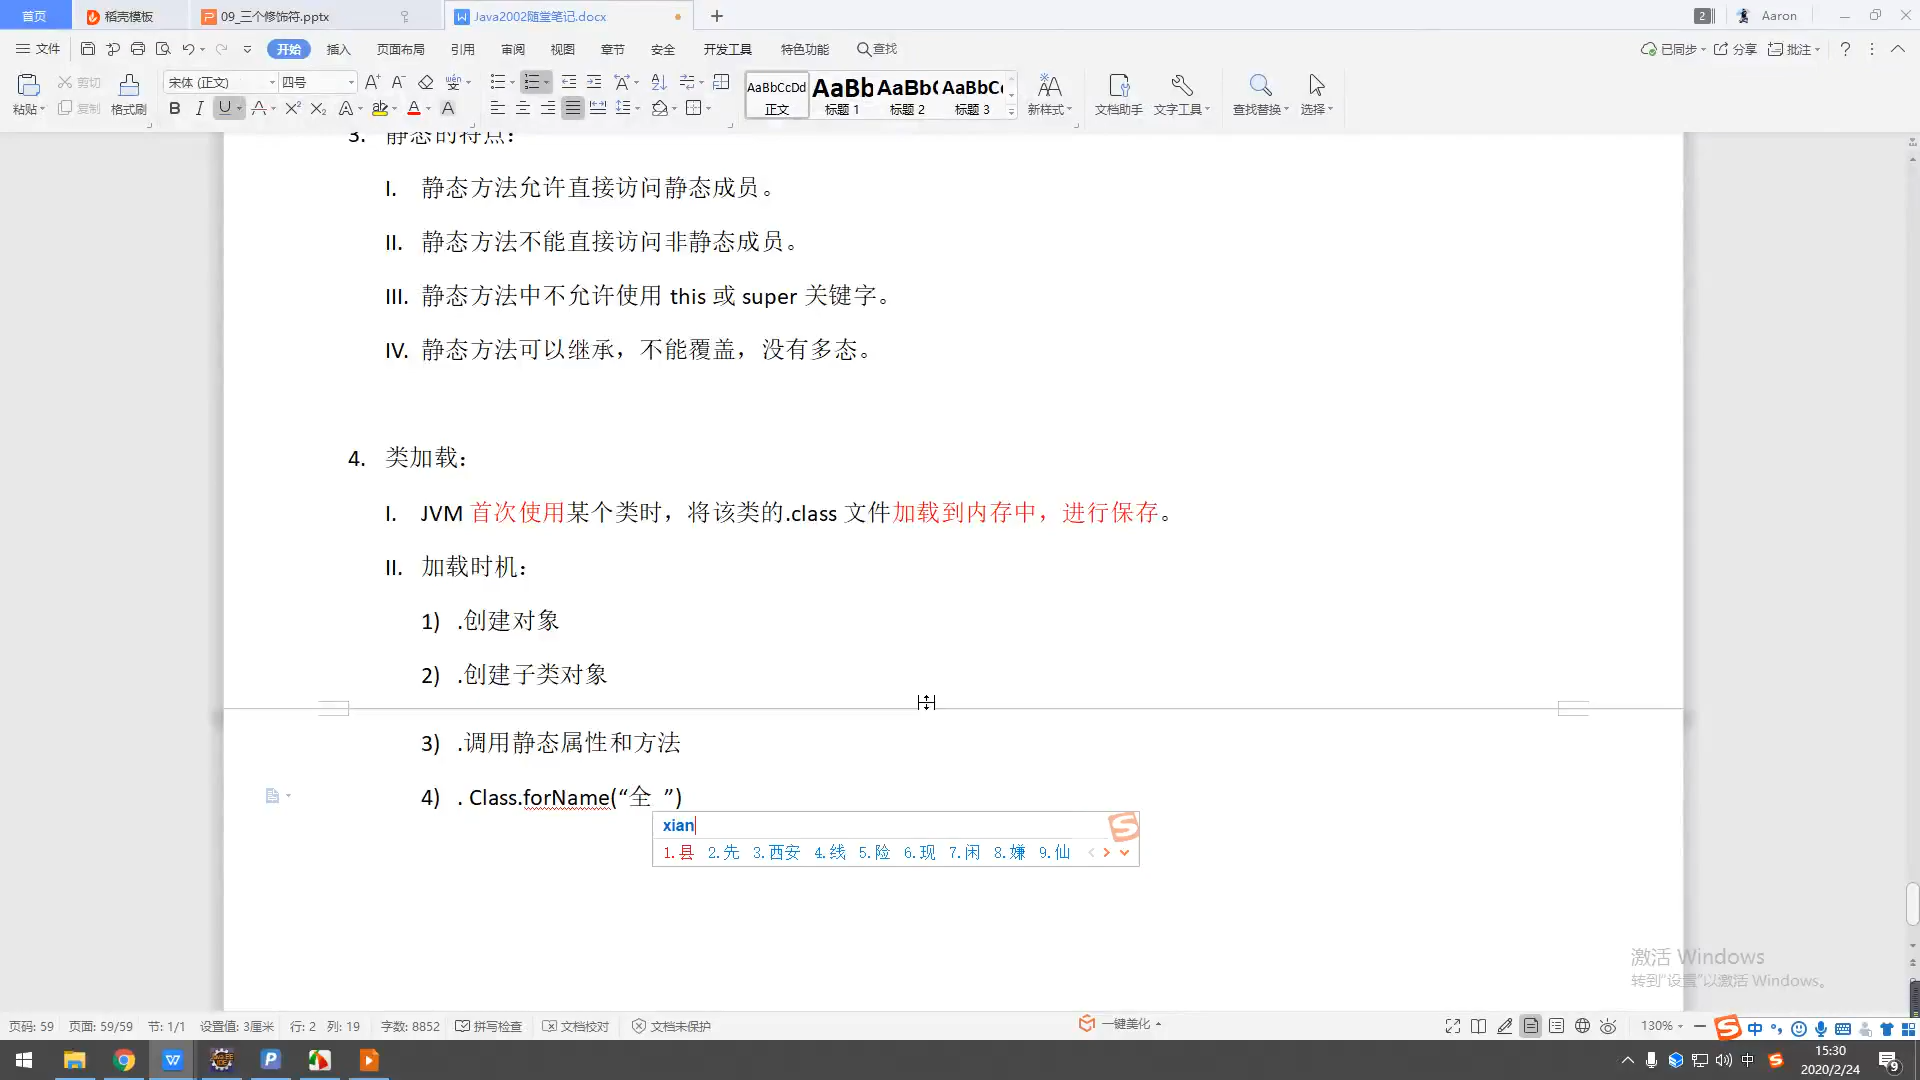 首页 稻壳模板 09_三个修饰符.pptx Java2002随堂笔记.docx 2 Aaron
文件 开始 插入 页面布局 引用 审阅 视图 章节 安全 开发工具 特色功能 查找 已同步 分享 批注
粘贴 剪切 复制 格式刷 宋体 (正文) 四号 AaBbCcDd AaBb AaBb( AaBbC
B I U 正文 标题 1 标题 2 标题 3 新样式 文档助手 文字工具 查找替换 选择
3. 静态的特点：
I. 静态方法允许直接访问静态成员。
II. 静态方法不能直接访问非静态成员。
III. 静态方法中不允许使用 this 或 super 关键字。
IV. 静态方法可以继承，不能覆盖，没有多态。
4. 类加载：
I. JVM 首次使用某个类时，将该类的.class 文件加载到内存中，进行保存。
II. 加载时机：
1) .创建对象
2) .创建子类对象
3) .调用静态属性和方法
4) . Class.forName(“全 ”)
xian
1.县 2.先 3.西安 4.线 5.险 6.现 7.闲 8.嫌 9.仙
激活 Windows
转到“设置”以激活 Windows。
页码: 59 页面: 59/59 节: 1/1 设置值: 3厘米 行: 2 列: 19 字数: 8852 拼写检查 文档校对 文档未保护 一键美化 130% 中
中 15:30
2020/2/24 9